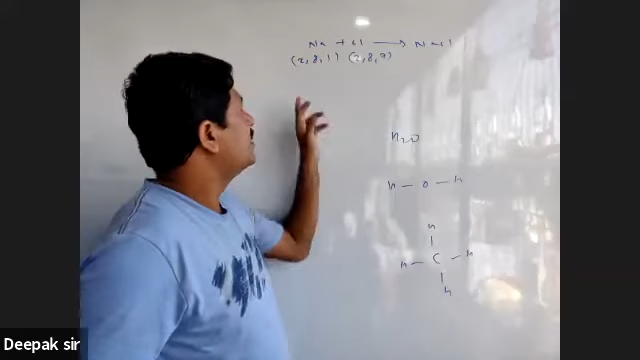 Na + Cl ⟶ NaCl
(2,8,1) (2,8,7)
H2O
H — O — H
H
|
H — C — H
|
H
Deepak sir